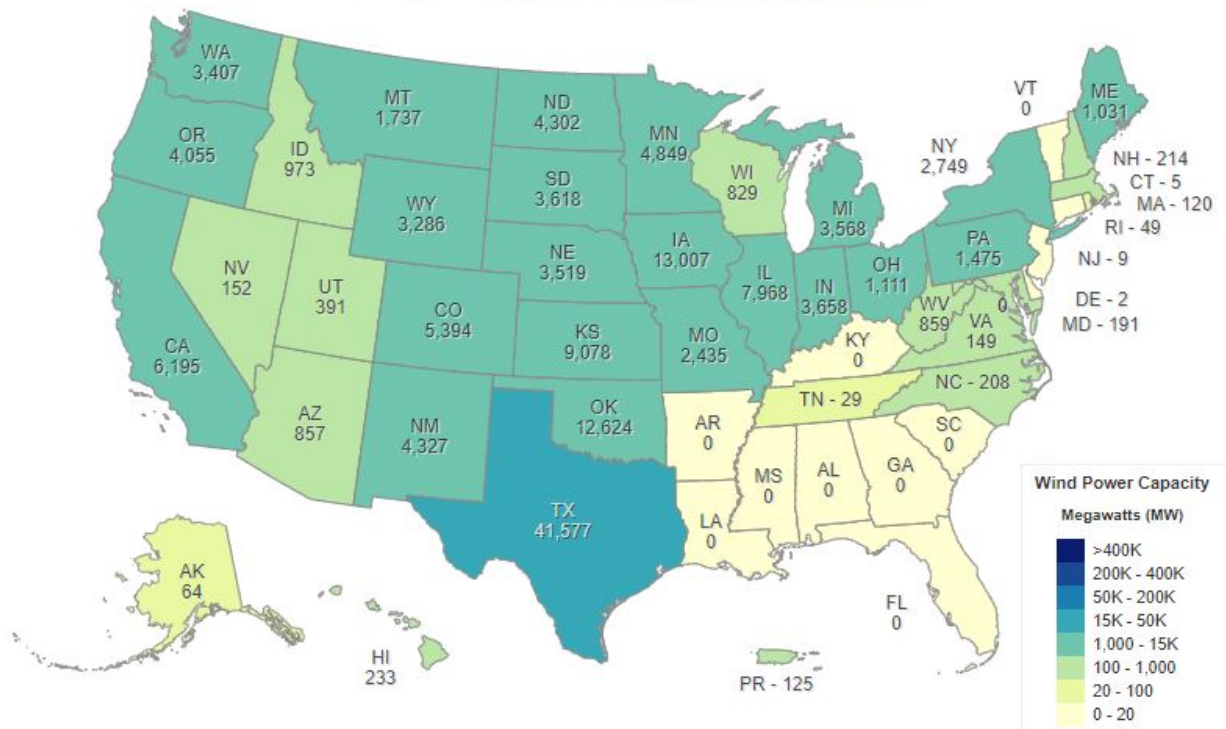 WA
3,407
OR
4,055
CA
6,195
ID
973
NV
152
MT
1,737
WY
3,286
UT
391
AZ
857
CO
5,394
NM
4,327
ND
4,302
SD
3,618
NE
3,519
KS
9,078
OK
12,624
TX
41,577
MN
4,849
IA
13,007
MO
2,435
AR
0
LA
0
WI
829
IL
7,968
MI
3,568
IN
3,658
OH
1,111
KY
0
TN - 29
MS
0
AL
0
GA
0
SC
0
NC - 208
FL
0
WV
859
VA
149
0
PA
1,475
NY
2,749
VT
0
ME
1,031
NH - 214
CT - 5
MA - 120
RI - 49
NJ - 9
DE - 2
MD - 191
AK
64
HI
233
PR - 125
Wind Power Capacity
Megawatts (MW)
>400K
200K - 400K
50K - 200K
15K - 50K
1,000 - 15K
100 - 1,000
20 - 100
0 - 20